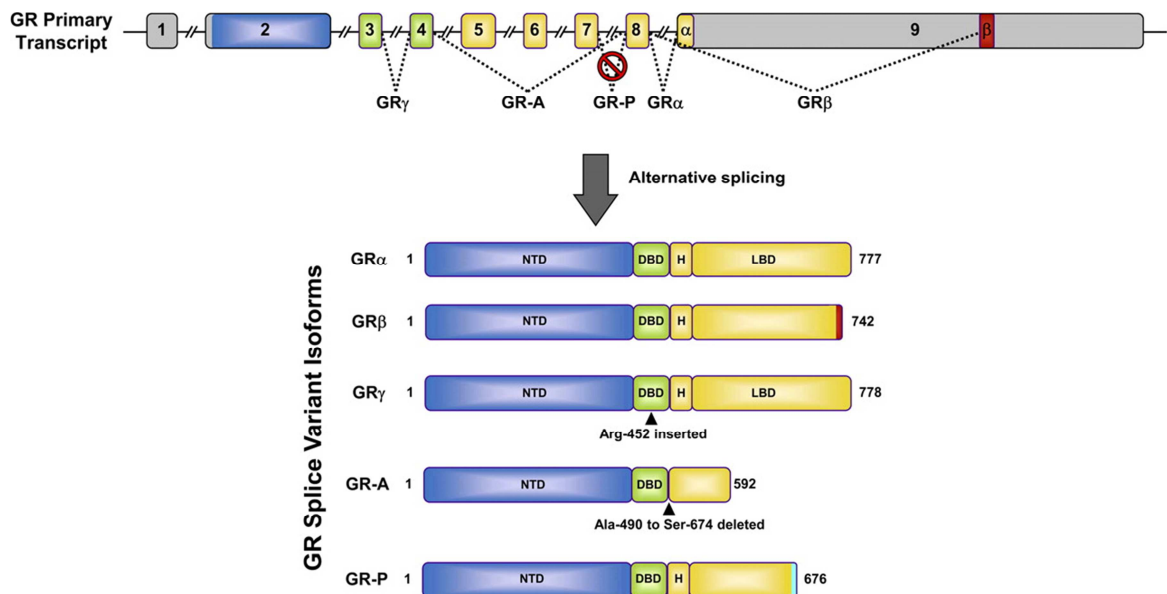 GR Primary Transcript
1 2 3 4 5 6 7 8 α 9 β
GRγ GR-A GR-P GRα GRβ
Alternative splicing
GR Splice Variant Isoforms
GRα 1 NTD DBD H LBD 777
GRβ 1 NTD DBD H 742
GRγ 1 NTD DBD H LBD 778
Arg-452 inserted
GR-A 1 NTD DBD 592
Ala-490 to Ser-674 deleted
GR-P 1 NTD DBD H 676